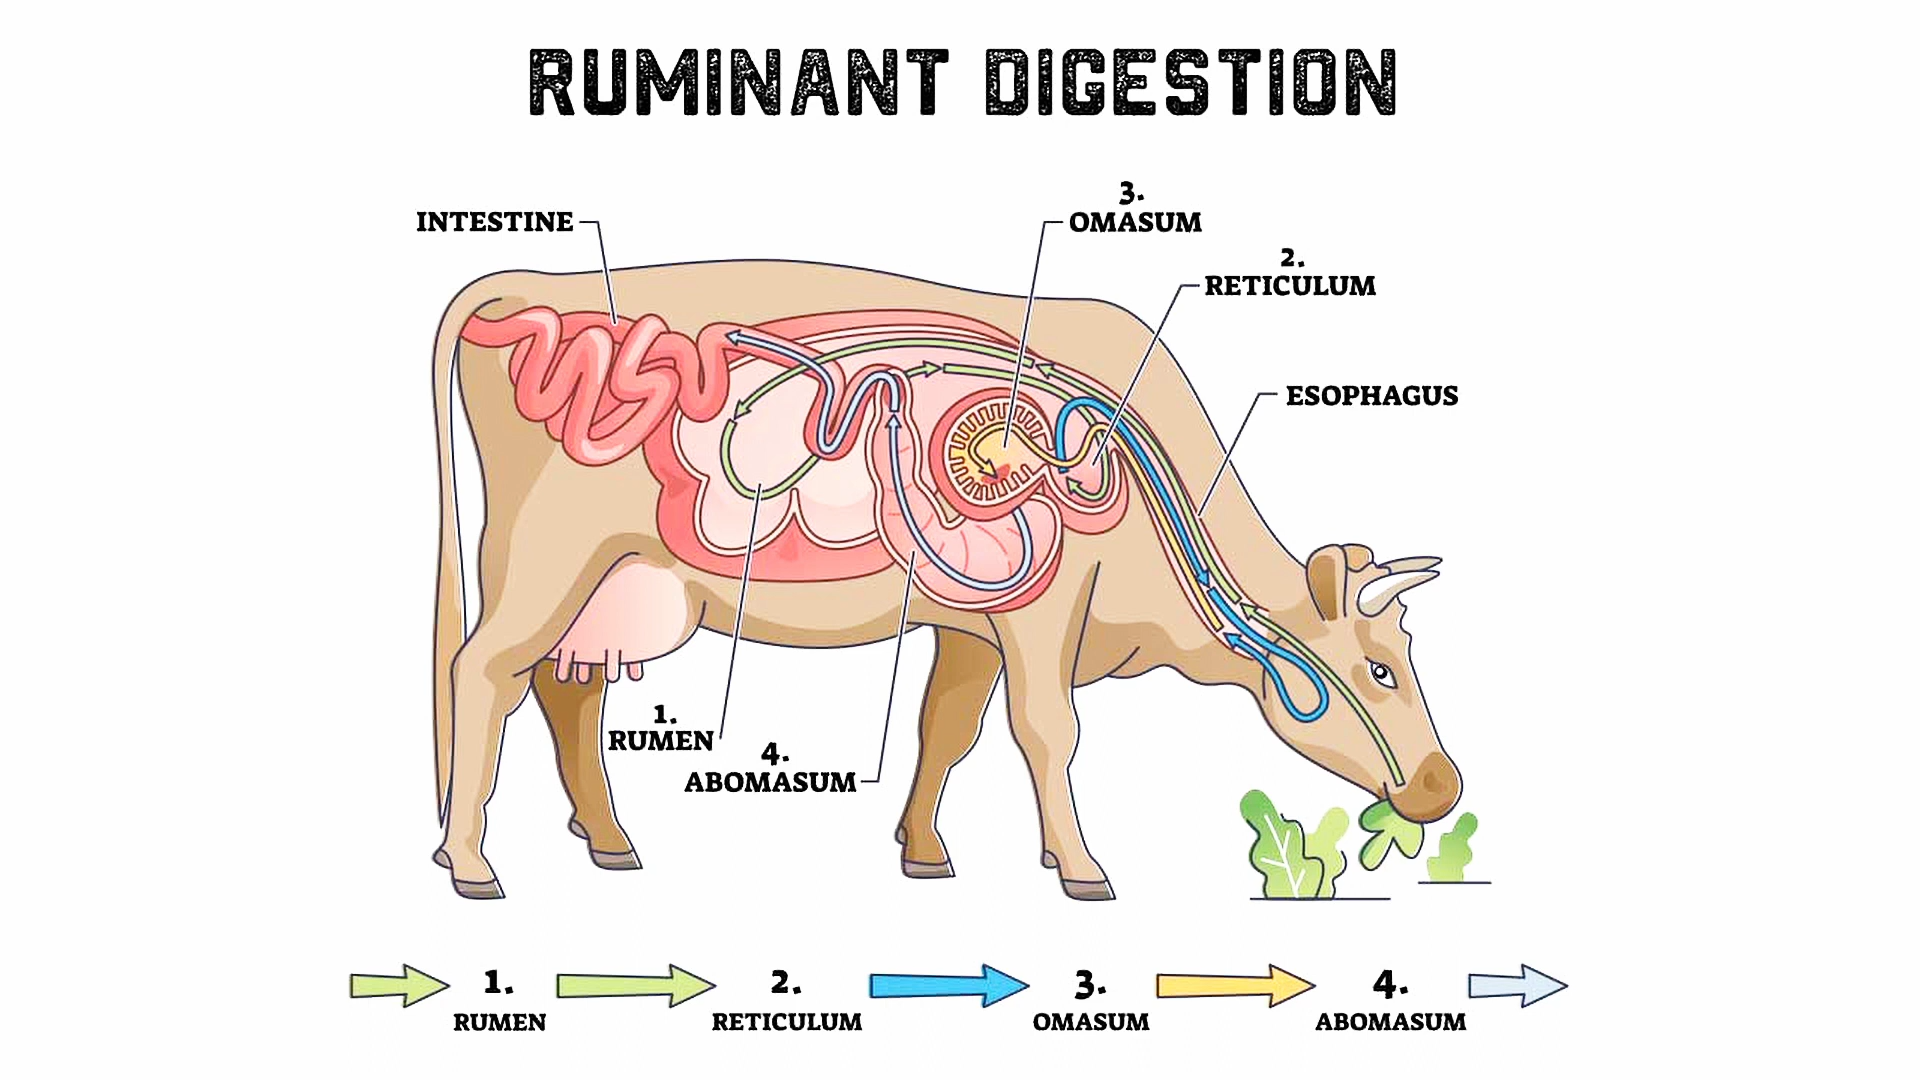 RUMINANT DIGESTION
3.
OMASUM
INTESTINE
2.
RETICULUM
ESOPHAGUS
1.
RUMEN
4.
ABOMASUM
1.
RUMEN
2.
RETICULUM
3.
OMASUM
4.
ABOMASUM